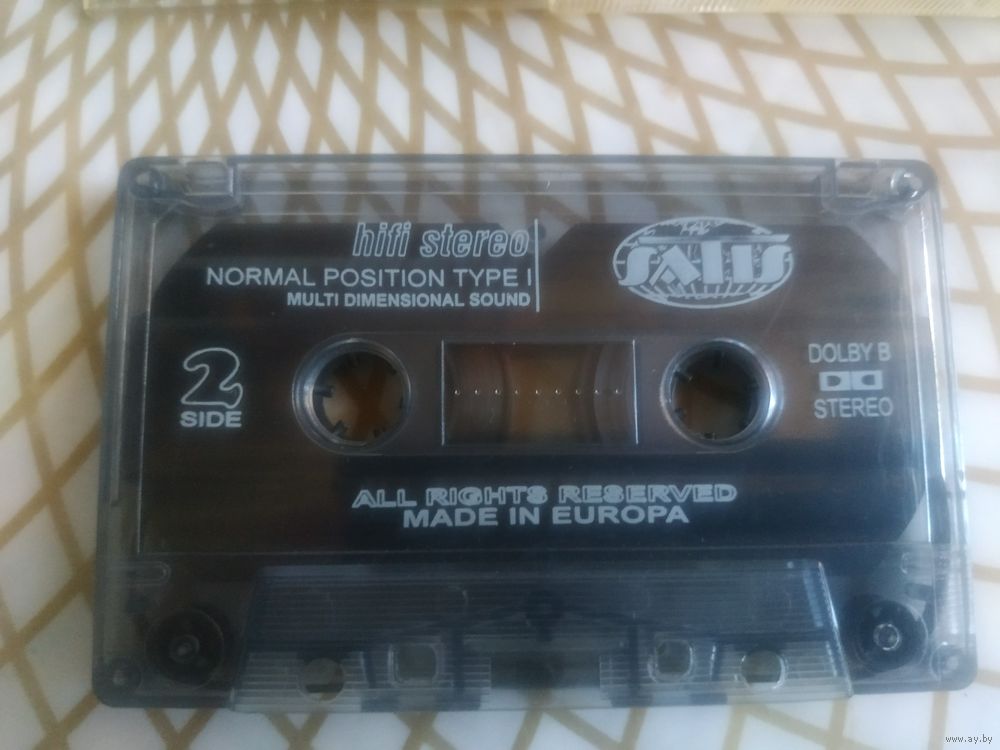 hifi stereo
NORMAL POSITION TYPE I
MULTI DIMENSIONAL SOUND
2
SIDE
DOLBY B
STEREO
ALL RIGHTS RESERVED
MADE IN EUROPA
www.ay.by